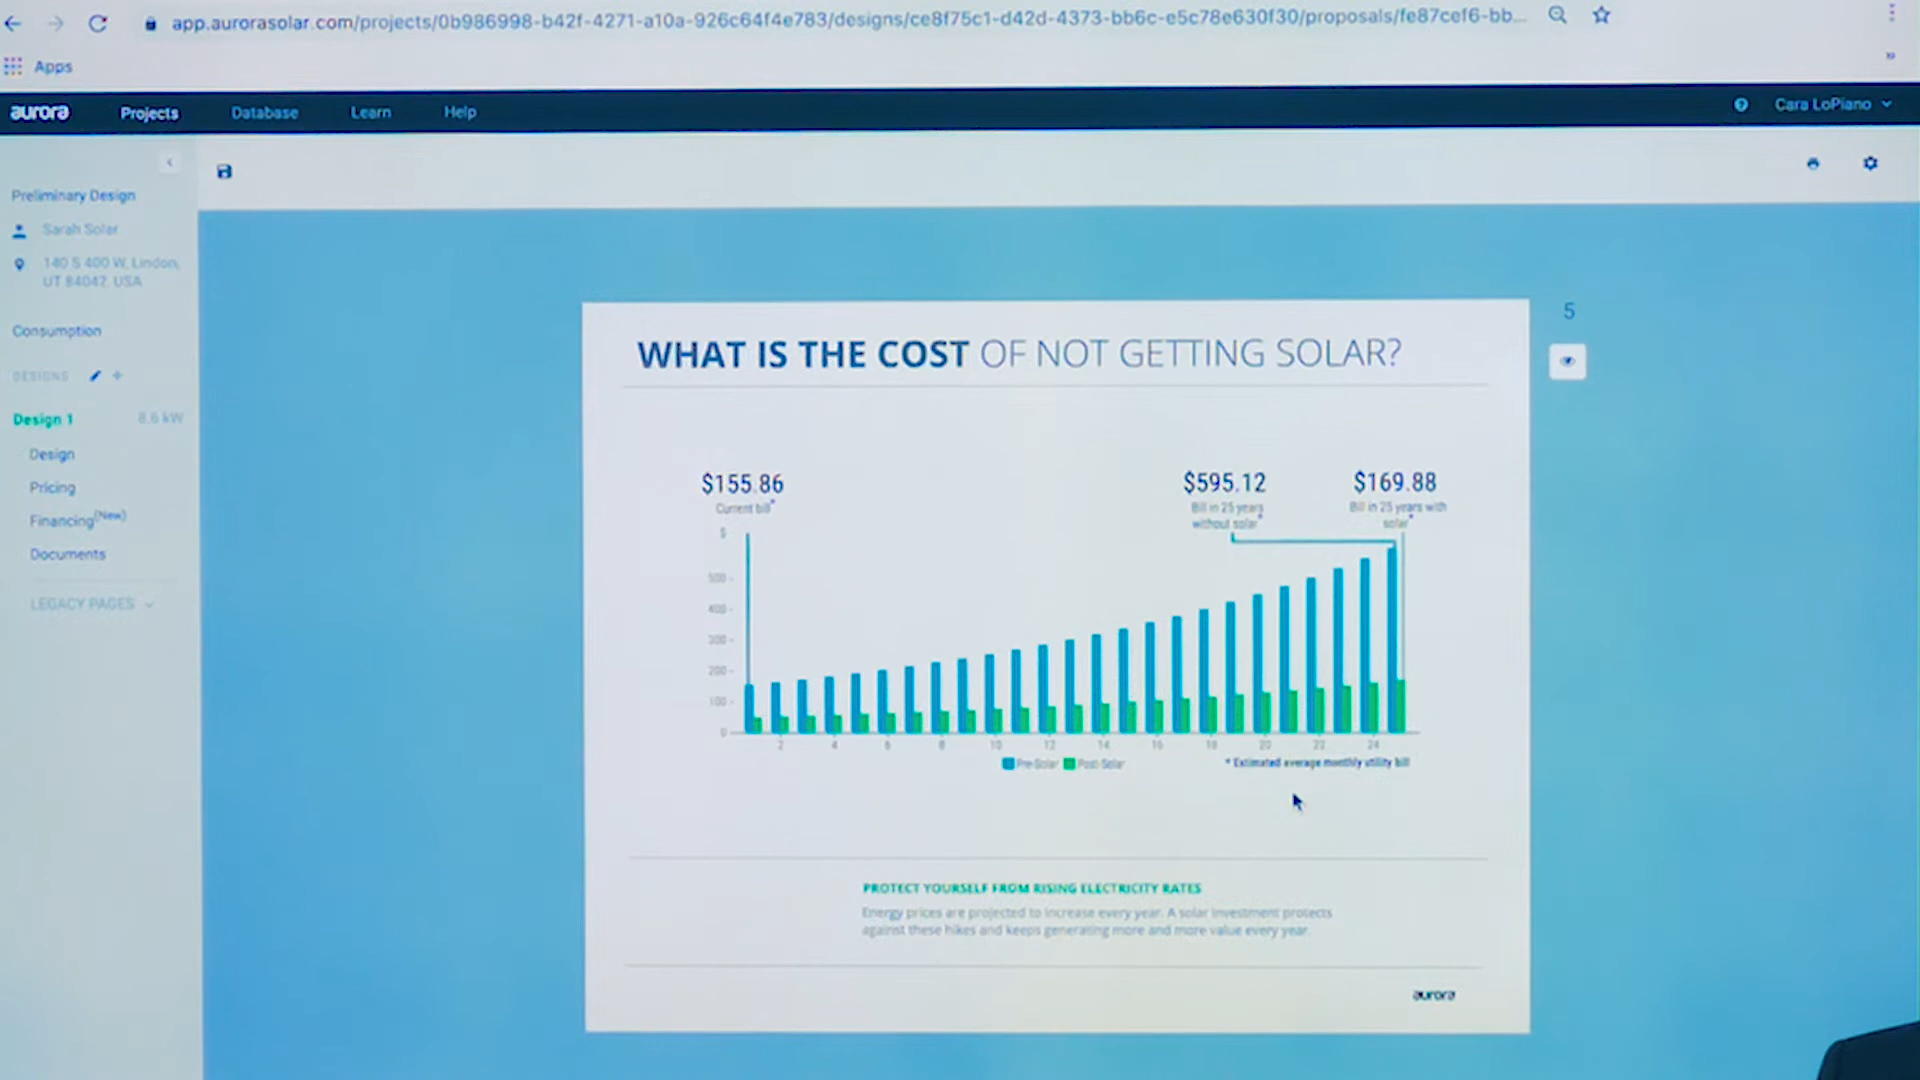 app.aurorasolar.com/projects/0b986998-b42f-4271-a10a-926c64f4e783/designs/ce8f75c1-d42d-4373-bb6c-e5c78e630f30/proposals/fe87cef6-bb...
Apps
aurora Projects Database Learn Help Cara LoPiano
Preliminary Design
Sarah Solar
140 S 400 W, Lindon,
UT 84042, USA
Consumption
DESIGNS
Design 1 8.6 kW
Design
Pricing
Financing(New)
Documents
LEGACY PAGES
5
WHAT IS THE COST OF NOT GETTING SOLAR?
$155.86 $595.12 $169.88
Current bill* Bill in 25 years Bill in 25 years with
without solar* solar*
$
500
400
300
200
100
0
2 4 6 8 10 12 14 16 18 20 22 24
Pre-Solar Post-Solar * Estimated average monthly utility bill
PROTECT YOURSELF FROM RISING ELECTRICITY RATES
Energy prices are projected to increase every year. A solar investment protects
against these hikes and keeps generating more and more value every year.
aurora